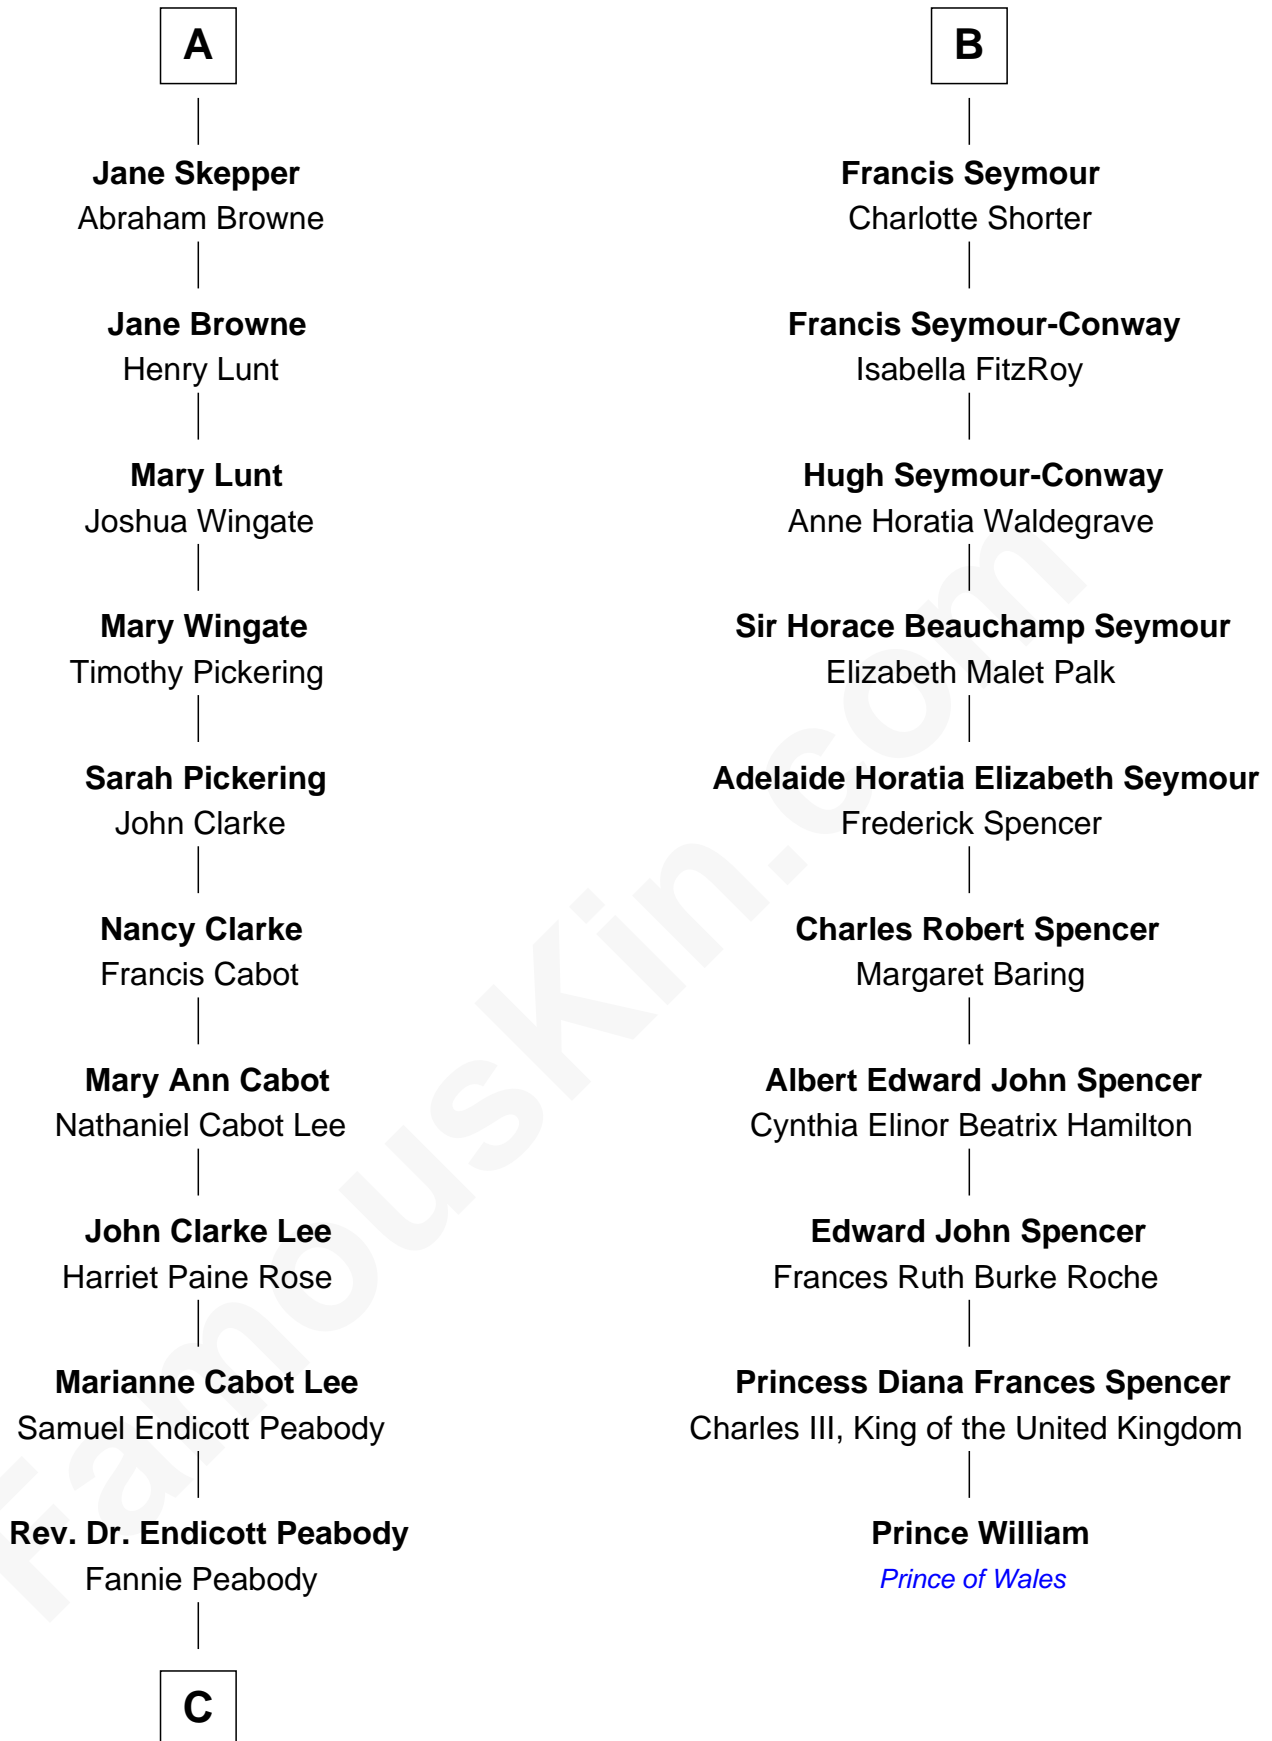 A
Jane Skepper
Abraham Browne
Jane Browne
Henry Lunt
Mary Lunt
Joshua Wingate
Mary Wingate
Timothy Pickering
Sarah Pickering
John Clarke
Nancy Clarke
Francis Cabot
Mary Ann Cabot
Nathaniel Cabot Lee
John Clarke Lee
Harriet Paine Rose
Marianne Cabot Lee
Samuel Endicott Peabody
Rev. Dr. Endicott Peabody
Fannie Peabody
C
B
Francis Seymour
Charlotte Shorter
Francis Seymour-Conway
Isabella FitzRoy
Hugh Seymour-Conway
Anne Horatia Waldegrave
Sir Horace Beauchamp Seymour
Elizabeth Malet Palk
Adelaide Horatia Elizabeth Seymour
Frederick Spencer
Charles Robert Spencer
Margaret Baring
Albert Edward John Spencer
Cynthia Elinor Beatrix Hamilton
Edward John Spencer
Frances Ruth Burke Roche
Princess Diana Frances Spencer
Charles III, King of the United Kingdom
Prince William
Prince of Wales
FamousKin.com